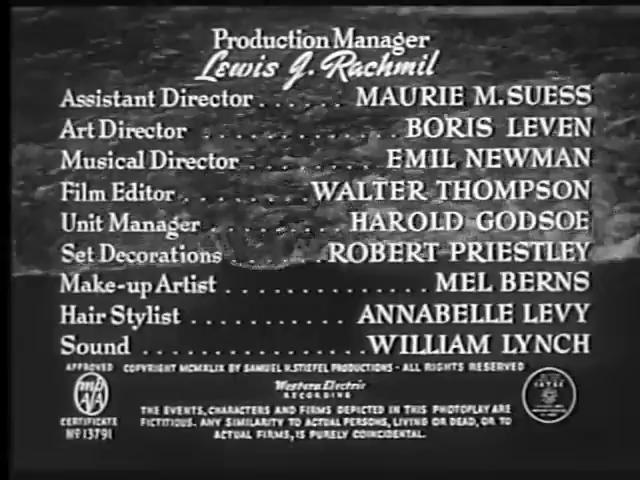 Production Manager
Lewis J. Rachmil
Assistant Director . . . . . . MAURIE M. SUESS
Art Director . . . . . . . . . . . . BORIS LEVEN
Musical Director . . . . . . . . . . EMIL NEWMAN
Film Editor . . . . . . . . WALTER THOMPSON
Unit Manager . . . . . . . . . HAROLD GODSOE
Set Decorations . . . . . . ROBERT PRIESTLEY
Make-up Artist . . . . . . . . . . . . . . MEL BERNS
Hair Stylist . . . . . . . . . . . ANNABELLE LEVY
Sound . . . . . . . . . . . . . . . . WILLIAM LYNCH
APPROVED COPYRIGHT MCMXLIX BY SAMUEL H. STIEFEL PRODUCTIONS - ALL RIGHTS RESERVED
Western Electric
RECORDING
CERTIFICATE
Nº 13791
THE EVENTS, CHARACTERS AND FIRMS DEPICTED IN THIS PHOTOPLAY ARE
FICTITIOUS. ANY SIMILARITY TO ACTUAL PERSONS, LIVING OR DEAD, OR TO
ACTUAL FIRMS, IS PURELY COINCIDENTAL.